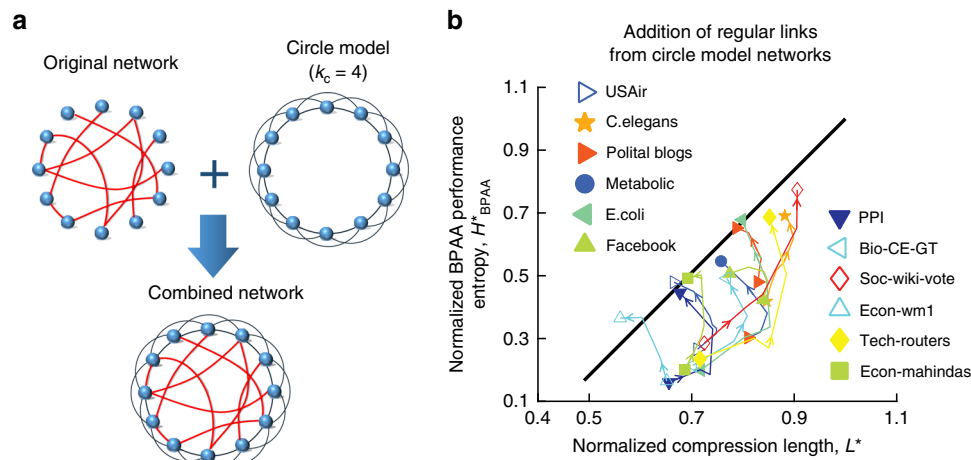 a
Original network
Circle model
(kc = 4)
+
Combined network
b
Addition of regular links
from circle model networks
Normalized BPAA performance
entropy, H*BPAA
1.1
0.9
0.7
0.5
0.3
0.1
USAir
C.elegans
Polital blogs
Metabolic
E.coli
Facebook
PPI
Bio-CE-GT
Soc-wiki-vote
Econ-wm1
Tech-routers
Econ-mahindas
0.4
0.5
0.7
0.9
1.1
Normalized compression length, L*